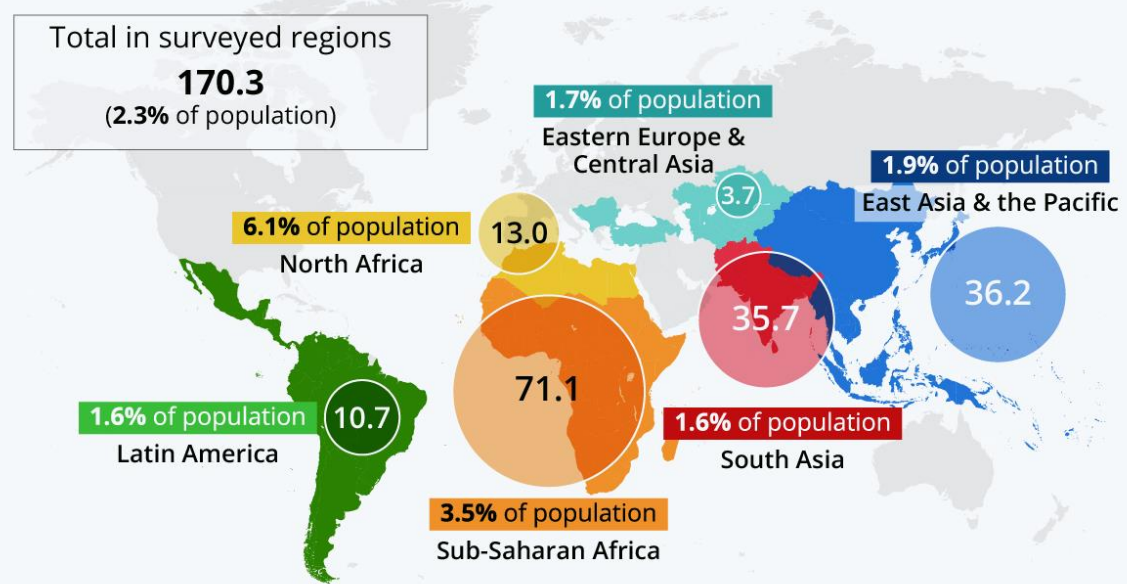 Total in surveyed regions
170.3
(2.3% of population)
1.7% of population
Eastern Europe &
Central Asia
3.7
1.9% of population
East Asia & the Pacific
36.2
6.1% of population
North Africa
13.0
35.7
1.6% of population
South Asia
71.1
3.5% of population
Sub-Saharan Africa
10.7
1.6% of population
Latin America